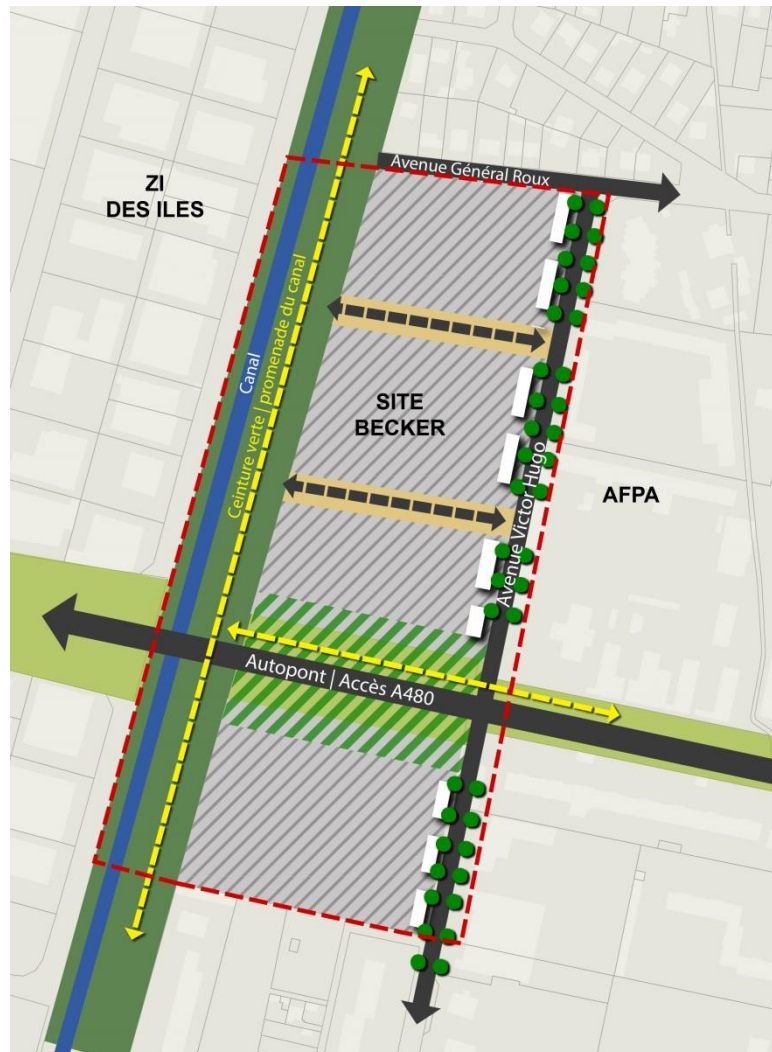 Avenue Général Roux
ZI
DES ILES
Ceinture verte | promenade du canal
Canal
SITE
BECKER
Avenue Victor Hugo
AFPA
Autopont | Accès A480